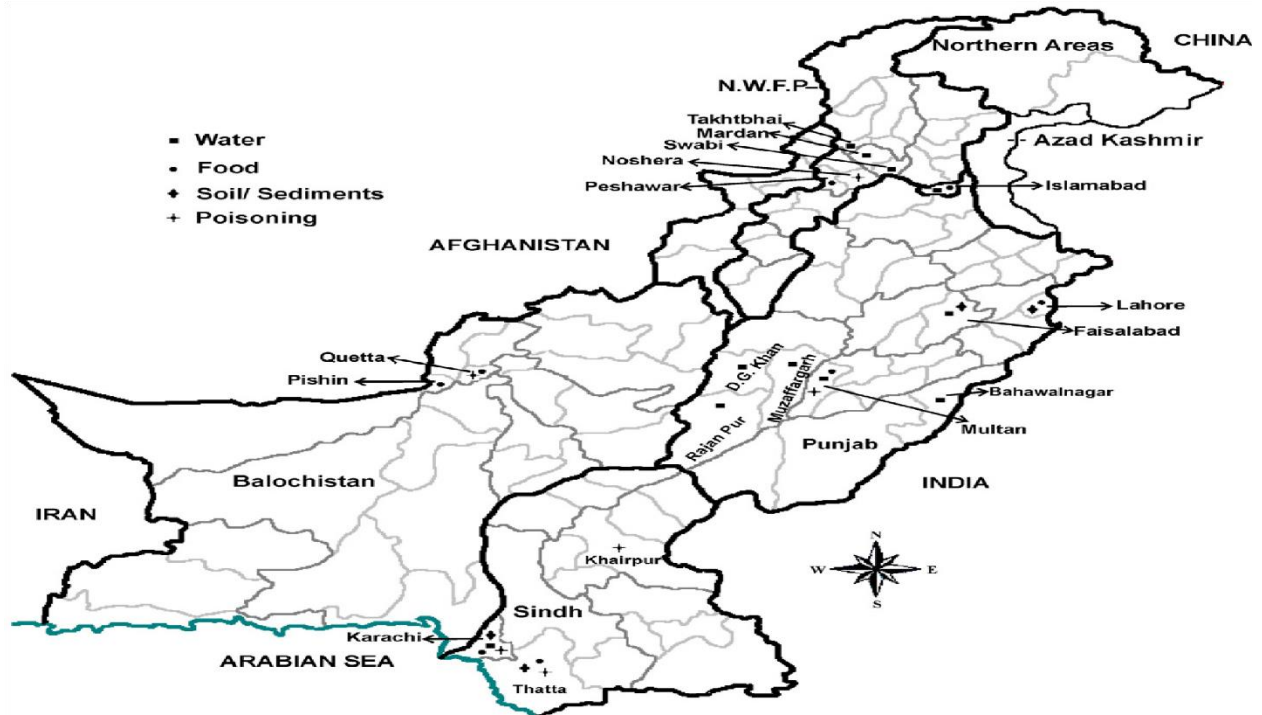 Northern Areas
CHINA
N.W.F.P
Takhtbhai
Mardan
Swabi
Noshera
Peshawar
Azad Kashmir
Islamabad
Water
Food
Soil/ Sediments
Poisoning
AFGHANISTAN
Lahore
Faisalabad
Quetta
Pishin
D.G. Khan
Muzaffargarh
Rajan Pur
Bahawalnagar
Multan
Punjab
Balochistan
INDIA
IRAN
Khairpur
N
W
E
S
Sindh
Karachi
ARABIAN SEA
Thatta